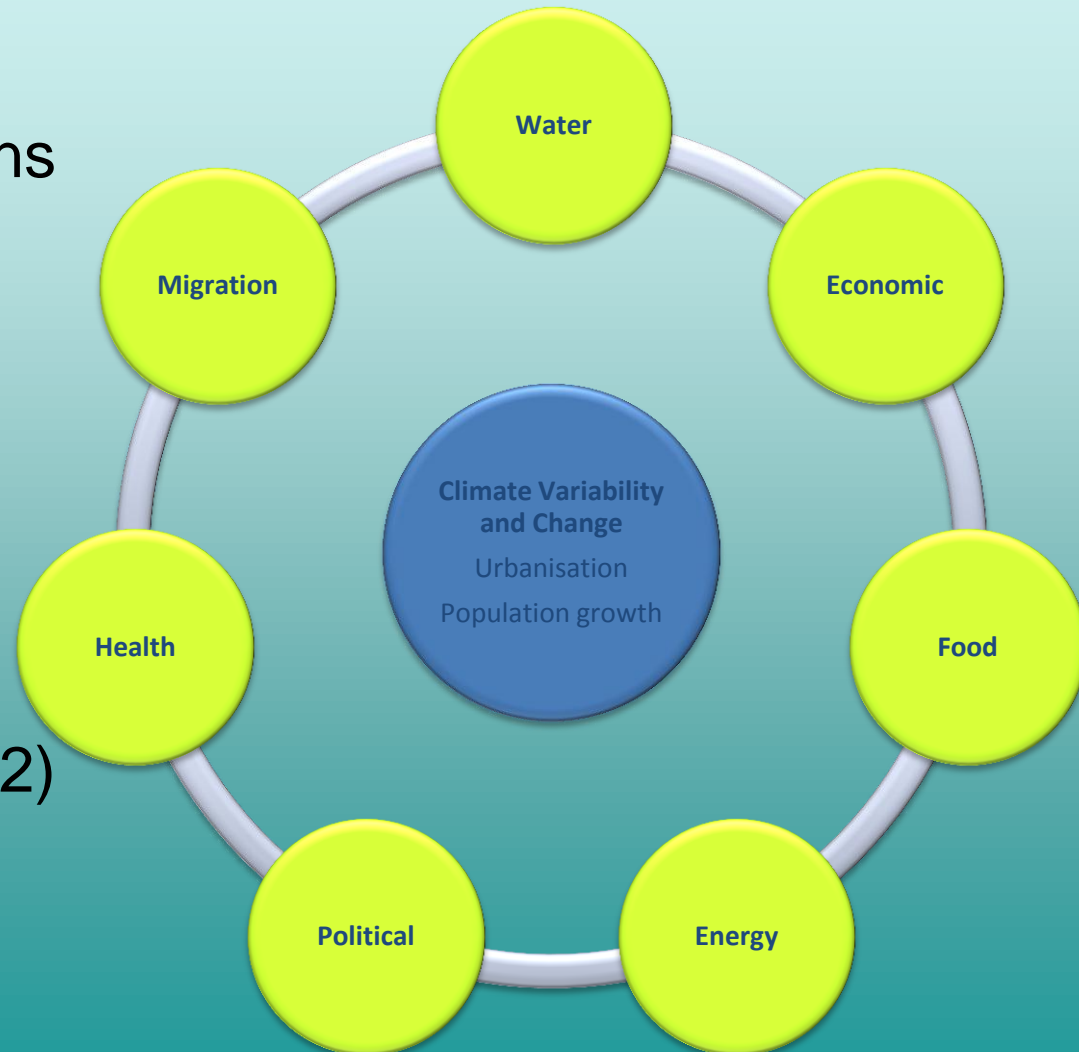 ns
2)
Water
Economic
Food
Energy
Political
Health
Migration
Climate Variability
and Change
Urbanisation
Population growth